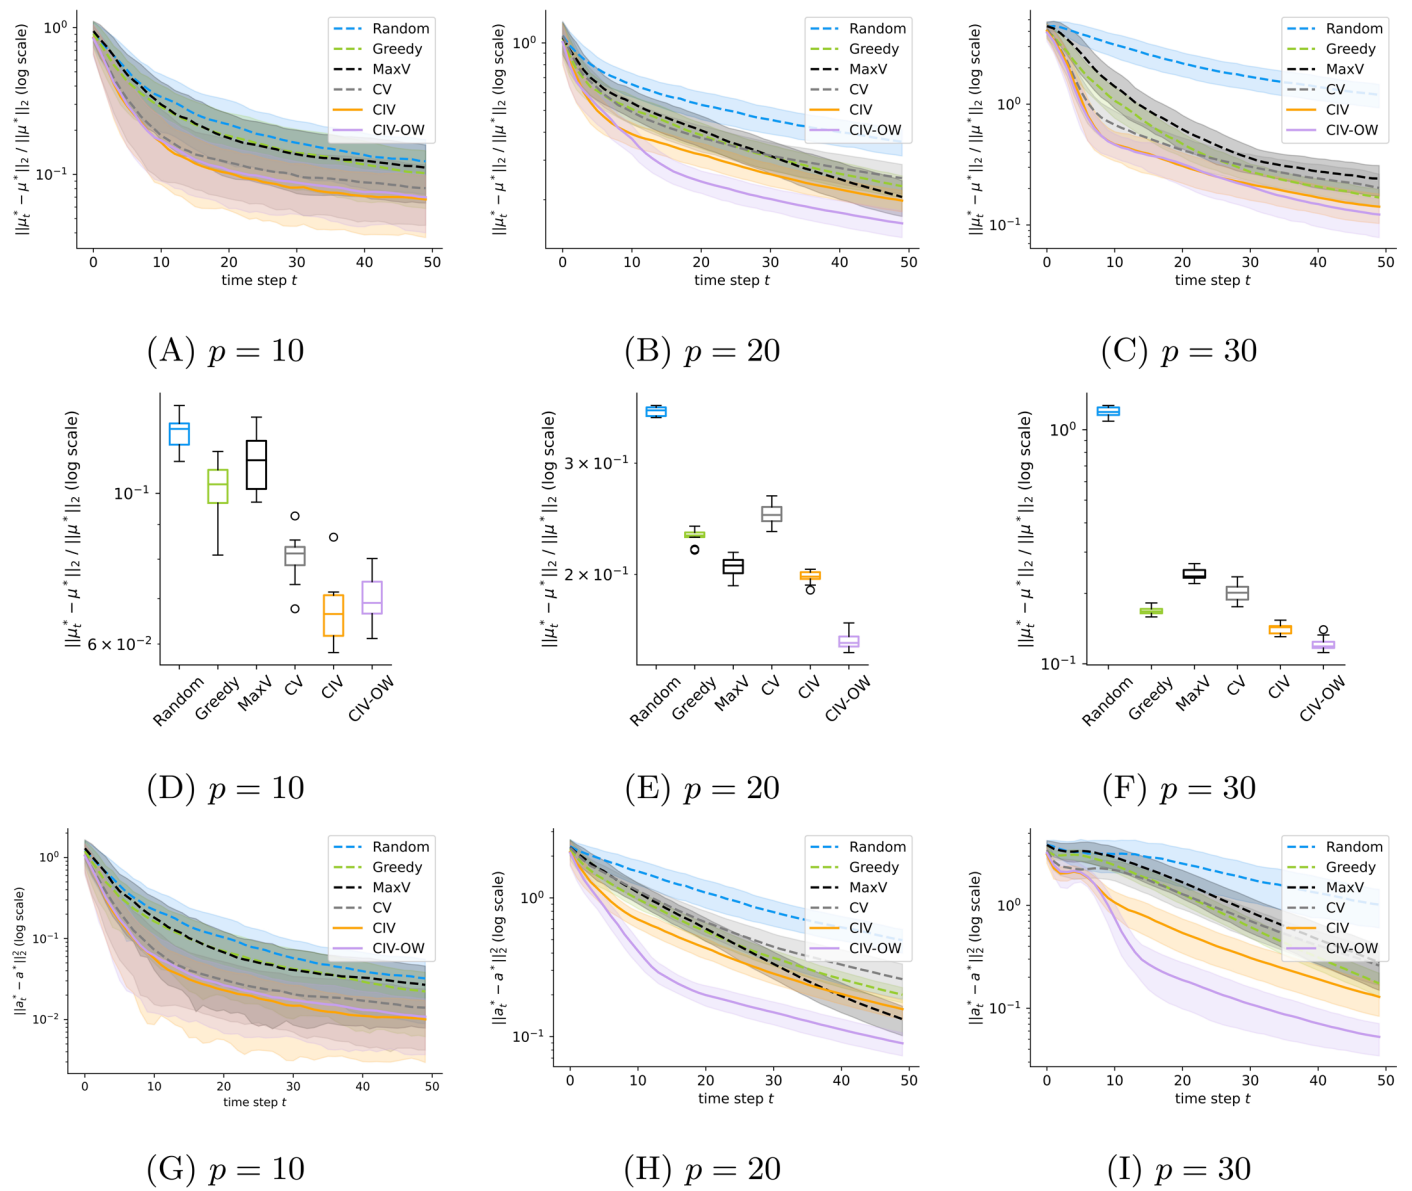 ||μ*_t − μ*||_2 / ||μ*||_2 (log scale)
10^0
10^−1
Random
Greedy
MaxV
CV
CIV
CIV-OW
0 10 20 30 40 50
time step t
(A) p = 10
||μ*_t − μ*||_2 / ||μ*||_2 (log scale)
10^0
Random
Greedy
MaxV
CV
CIV
CIV-OW
0 10 20 30 40 50
time step t
(B) p = 20
||μ*_t − μ*||_2 / ||μ*||_2 (log scale)
10^0
10^−1
Random
Greedy
MaxV
CV
CIV
CIV-OW
0 10 20 30 40 50
time step t
(C) p = 30
||μ*_t − μ*||_2 / ||μ*||_2 (log scale)
10^−1
6 × 10^−2
Random Greedy MaxV CV CIV CIV-OW
(D) p = 10
||μ*_t − μ*||_2 / ||μ*||_2 (log scale)
3 × 10^−1
2 × 10^−1
Random Greedy MaxV CV CIV CIV-OW
(E) p = 20
||μ*_t − μ*||_2 / ||μ*||_2 (log scale)
10^0
10^−1
Random Greedy MaxV CV CIV CIV-OW
(F) p = 30
||a*_t − a*||^2_2 (log scale)
10^0
10^−1
10^−2
Random
Greedy
MaxV
CV
CIV
CIV-OW
0 10 20 30 40 50
time step t
(G) p = 10
||a*_t − a*||^2_2 (log scale)
10^0
10^−1
Random
Greedy
MaxV
CV
CIV
CIV-OW
0 10 20 30 40 50
time step t
(H) p = 20
||a*_t − a*||^2_2 (log scale)
10^0
10^−1
Random
Greedy
MaxV
CV
CIV
CIV-OW
0 10 20 30 40 50
time step t
(I) p = 30